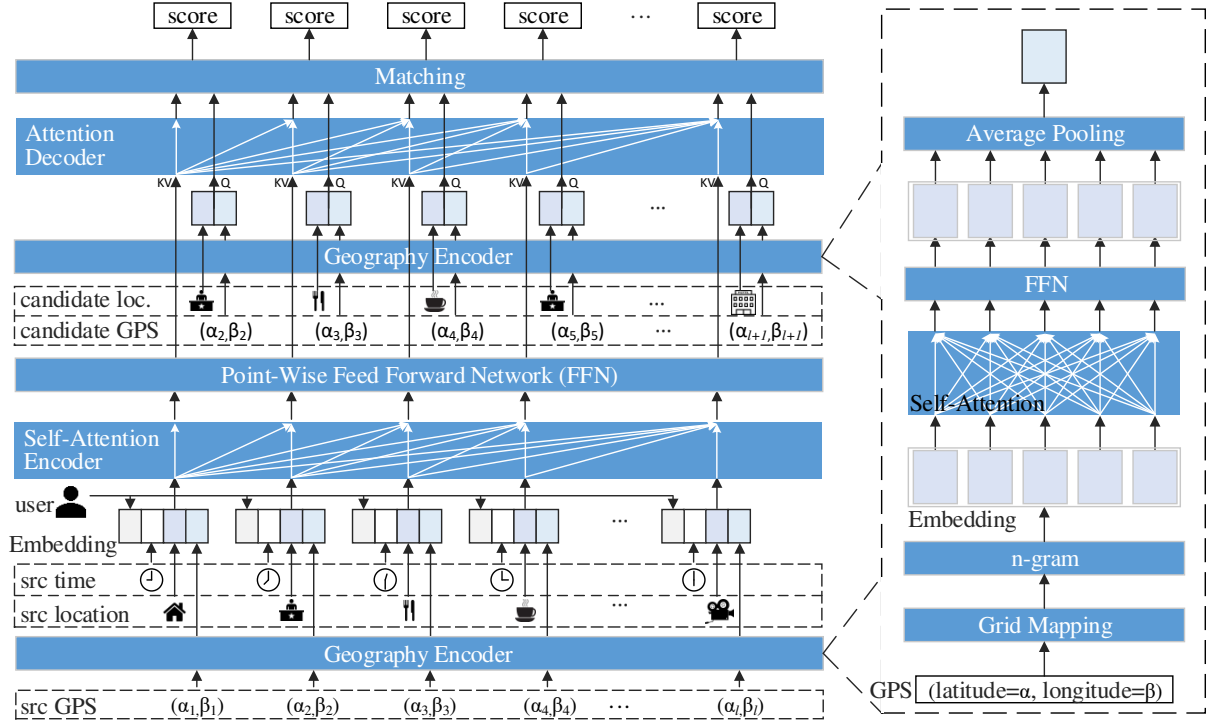 score score score score ... score
Matching
Attention
Decoder
KV Q KV Q KV Q KV Q KV Q
...
Geography Encoder
candidate loc. ...
candidate GPS (α₂,β₂) (α₃,β₃) (α₄,β₄) (α₅,β₅) ... (αₗ₊ₗ,βₗ₊ₗ)
Point-Wise Feed Forward Network (FFN)
Self-Attention
Encoder
user
Embedding ...
src time
src location ...
Geography Encoder
src GPS (α₁,β₁) (α₂,β₂) (α₃,β₃) (α₄,β₄) ... (αₗ,βₗ)
Average Pooling
FFN
Self-Attention
Embedding
n-gram
Grid Mapping
GPS (latitude=α, longitude=β)